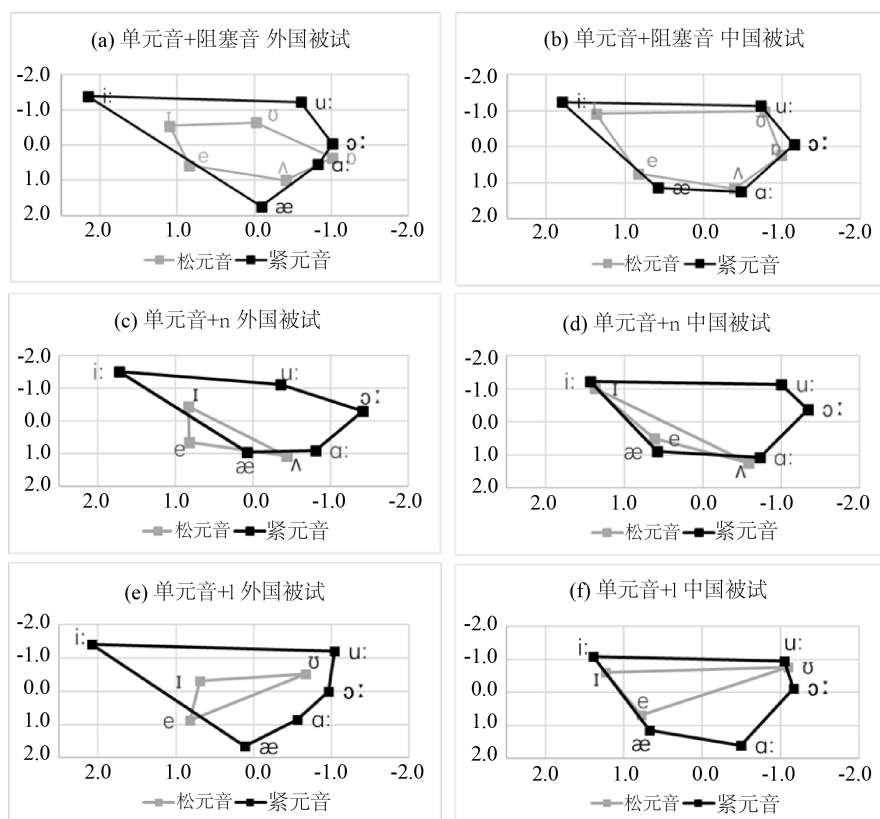 (a) 单元音+阻塞音 外国被试
-2.0
-1.0
0.0
1.0
2.0
i:
u:
ɪ
ʊ
ɔː
ɒ
e
ʌ
ɑ:
æ
2.0 1.0 0.0 -1.0 -2.0
松元音 紧元音
(b) 单元音+阻塞音 中国被试
-2.0
-1.0
0.0
1.0
2.0
i:
u:
ɪ
ʊ
ɒ
ɔː
e
ʌ
æ
ɑ:
2.0 1.0 0.0 -1.0 -2.0
松元音 紧元音
(c) 单元音+n 外国被试
-2.0
-1.0
0.0
1.0
2.0
i:
u:
ɪ
ɔː
e
æ
ʌ
ɑ:
2.0 1.0 0.0 -1.0 -2.0
松元音 紧元音
(d) 单元音+n 中国被试
-2.0
-1.0
0.0
1.0
2.0
i:
ɪ
u:
ɔː
e
æ
ʌ
ɑ:
2.0 1.0 0.0 -1.0 -2.0
松元音 紧元音
(e) 单元音+l 外国被试
-2.0
-1.0
0.0
1.0
2.0
i:
u:
ʊ
ɪ
ɔː
e
ɑ:
æ
2.0 1.0 0.0 -1.0 -2.0
松元音 紧元音
(f) 单元音+l 中国被试
-2.0
-1.0
0.0
1.0
2.0
i:
u:
ʊ
ɪ
ɔː
e
æ
ɑ:
2.0 1.0 0.0 -1.0 -2.0
松元音 紧元音